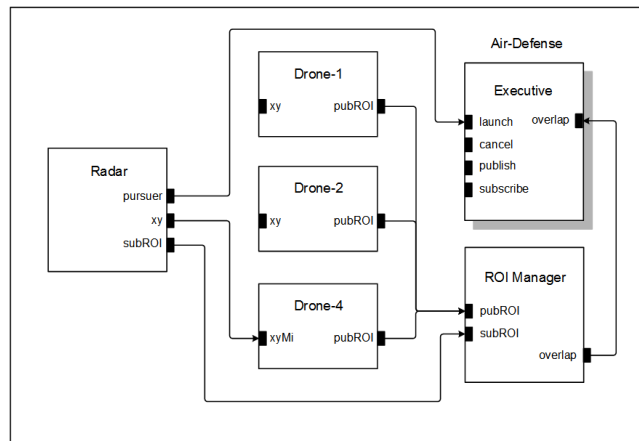 Air-Defense
Drone-1
xy
pubROI
Executive
launch
overlap
cancel
publish
subscribe
Radar
pursuer
xy
subROI
Drone-2
xy
pubROI
Drone-4
xyMi
pubROI
ROI Manager
pubROI
subROI
overlap